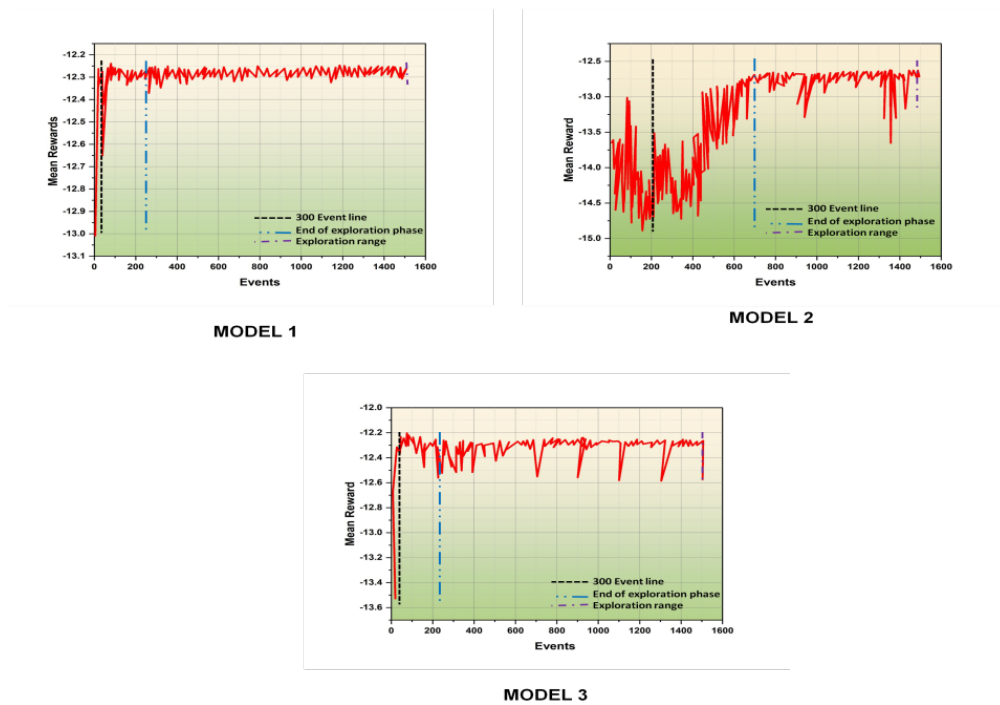 -12.2
-12.3
-12.4
-12.6
-12.7
-12.8
-12.9
-13.0
-13.1
Mean Rewards
300 Event line
End of exploration phase
Exploration range
0 200 400 600 800 1000 1200 1400 1600
Events
MODEL 1
-12.5
-13.0
-13.5
-14.0
-14.5
-15.0
Mean Reward
300 Event line
End of exploration phase
Exploration range
0 200 400 600 800 1000 1200 1400 1600
Events
MODEL 2
-12.0
-12.2
-12.4
-12.6
-12.8
-13.0
-13.2
-13.4
-13.6
Mean Reward
300 Event line
End of exploration phase
Exploration range
0 200 400 600 800 1000 1200 1400 1600
Events
MODEL 3